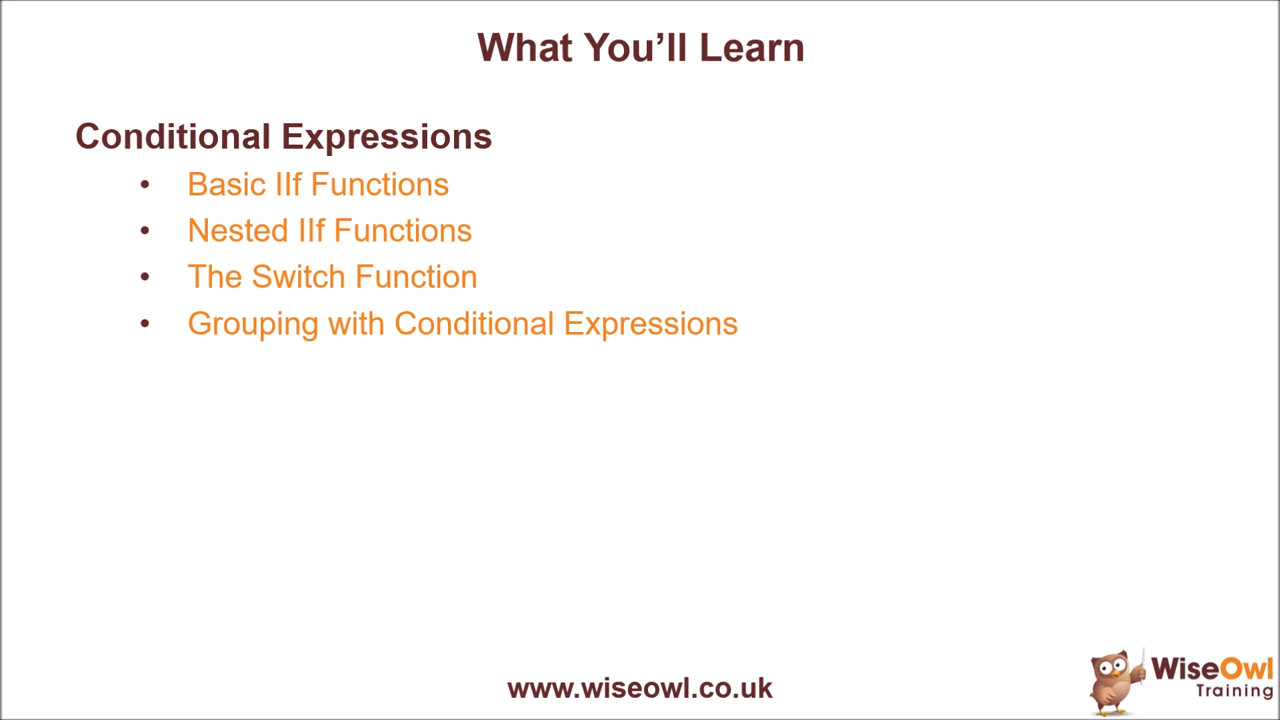 What You’ll Learn
Conditional Expressions
• Basic IIf Functions
• Nested IIf Functions
• The Switch Function
• Grouping with Conditional Expressions
www.wiseowl.co.uk
WiseOwl
Training